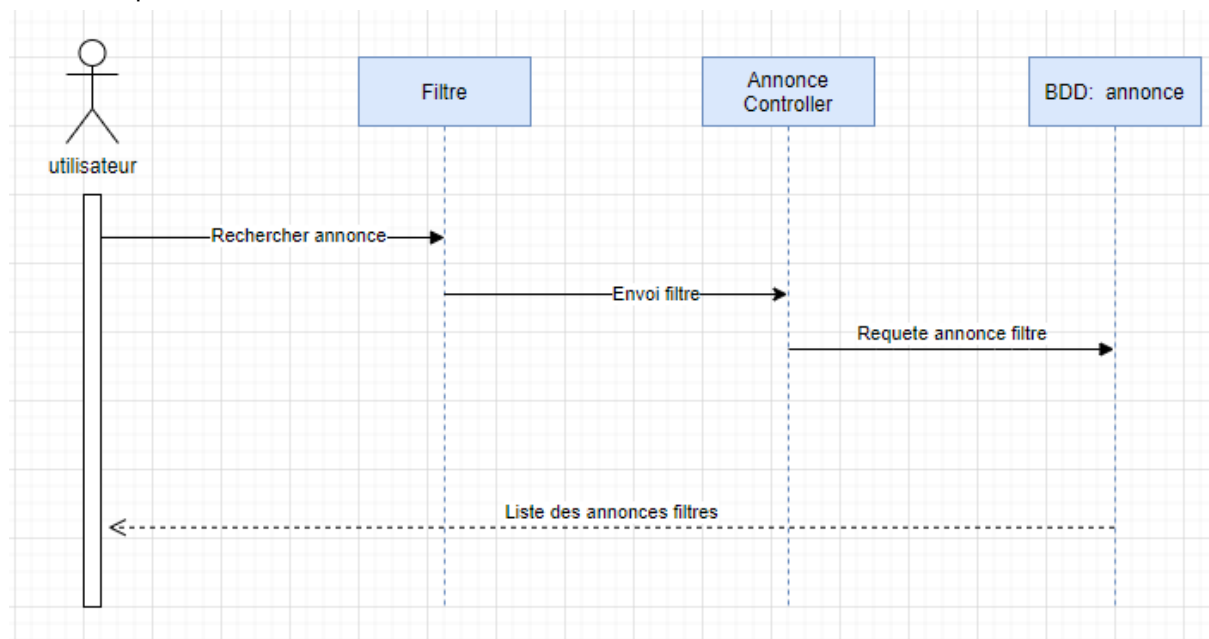 Filtre
Annonce
Controller
BDD: annonce
utilisateur
Rechercher annonce
Envoi filtre
Requete annonce filtre
Liste des annonces filtres